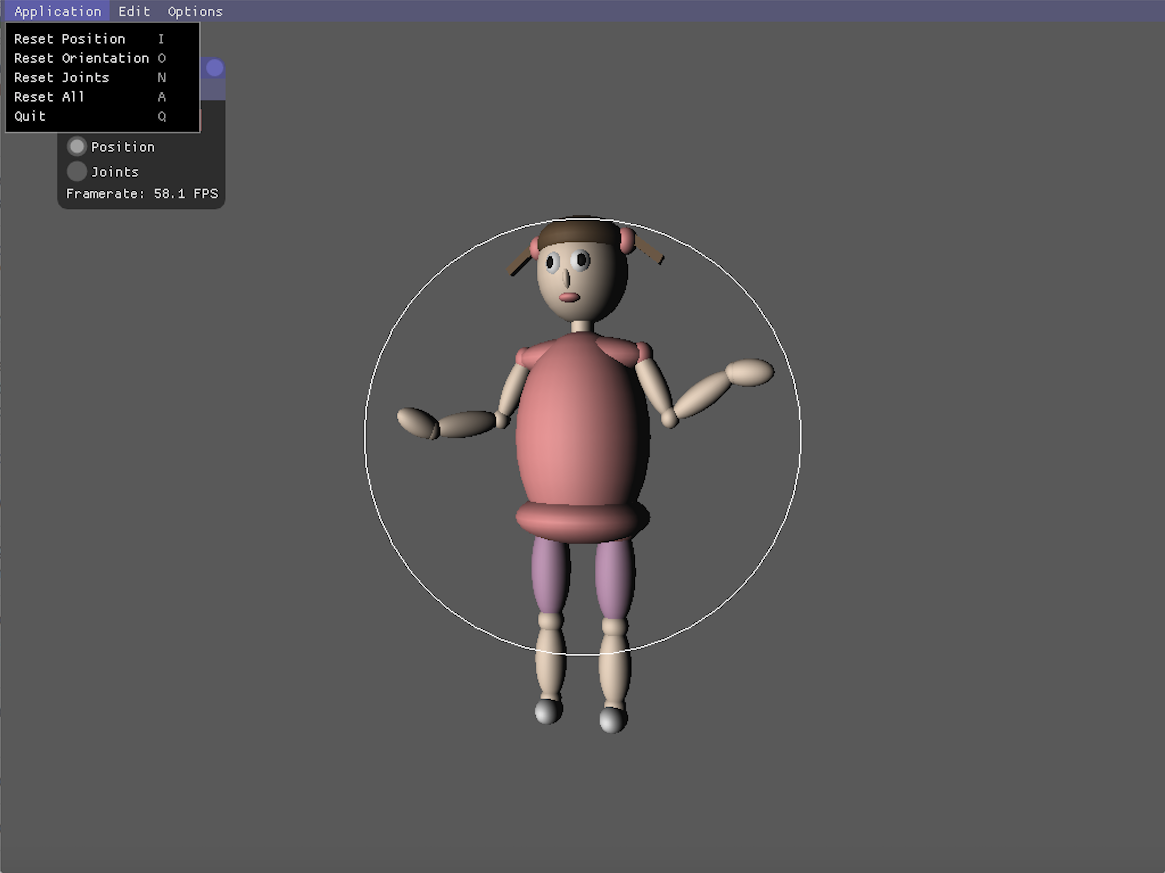 Application Edit Options
Reset Position I
Reset Orientation O
Reset Joints N
Reset All A
Quit Q
Position
Joints
Framerate: 58.1 FPS